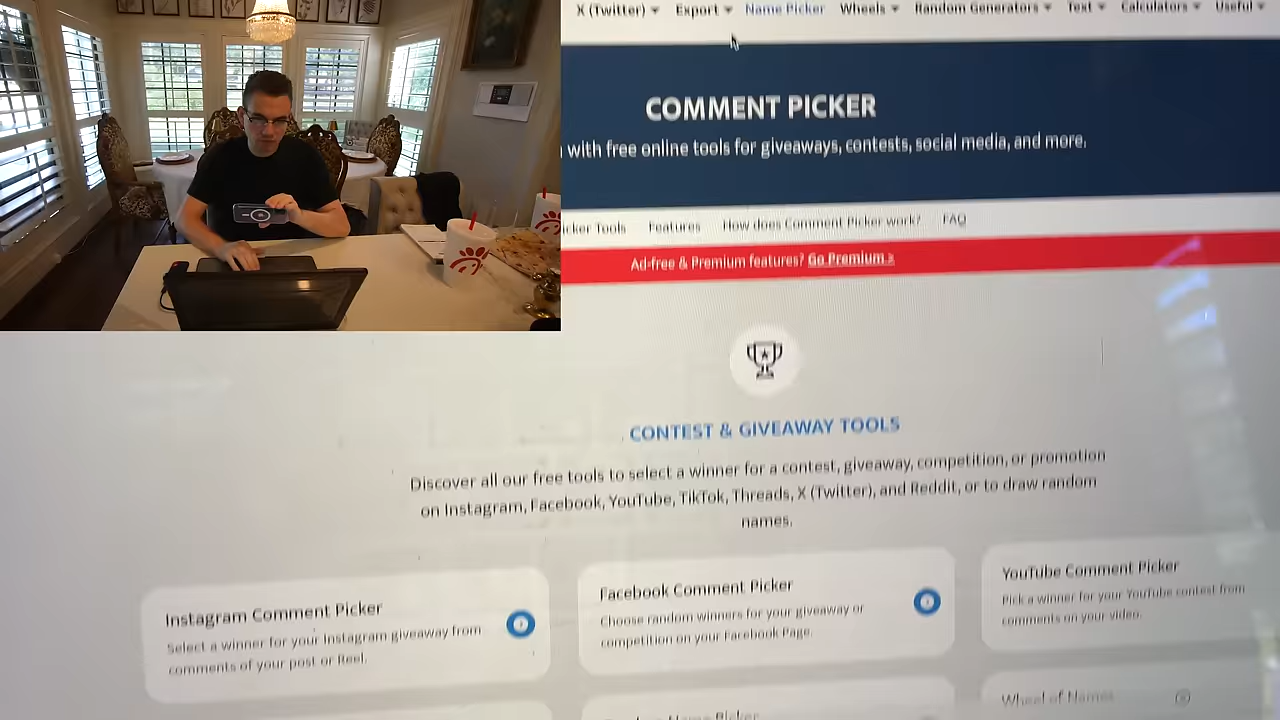 X (Twitter) Export Name Picker Wheels Random Generators Text Calculators Useful
COMMENT PICKER
with free online tools for giveaways, contests, social media, and more.
Tools Features How does Comment Picker work? FAQ
Ad-free & Premium features? Go Premium >
CONTEST & GIVEAWAY TOOLS
Discover all our free tools to select a winner for a contest, giveaway, competition, or promotion
on Instagram, Facebook, YouTube, TikTok, Threads, X (Twitter), and Reddit, or to draw random
names.
Instagram Comment Picker
Select a winner for your Instagram giveaway from
comments of your post or Reel.
Facebook Comment Picker
Choose random winners for your giveaway or
competition on your Facebook Page.
YouTube Comment Picker
Pick a winner for your YouTube contest from
comments on your video.
Name Picker
Wheel of Names